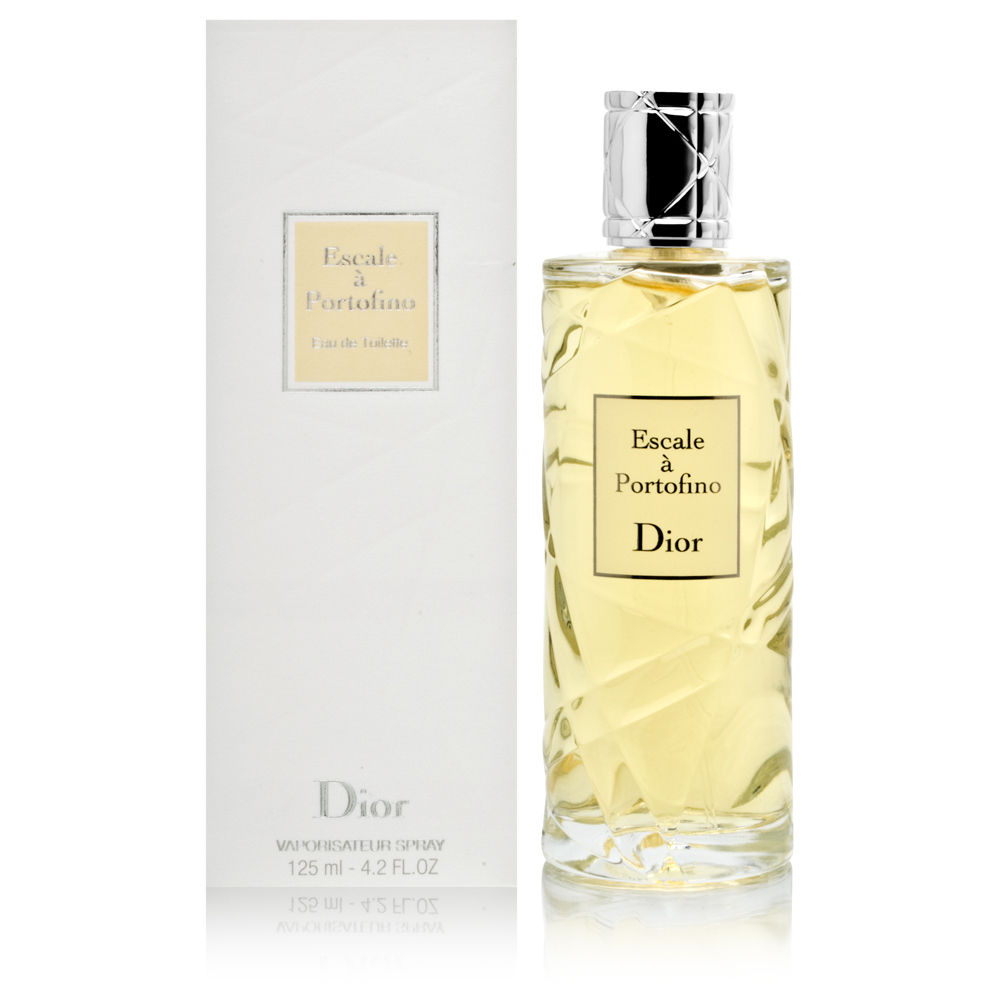 Escale
à
Portofino
Eau de Toilette
Dior
VAPORISATEUR SPRAY
125 ml - 4.2 FL.OZ
Escale
à
Portofino
Dior